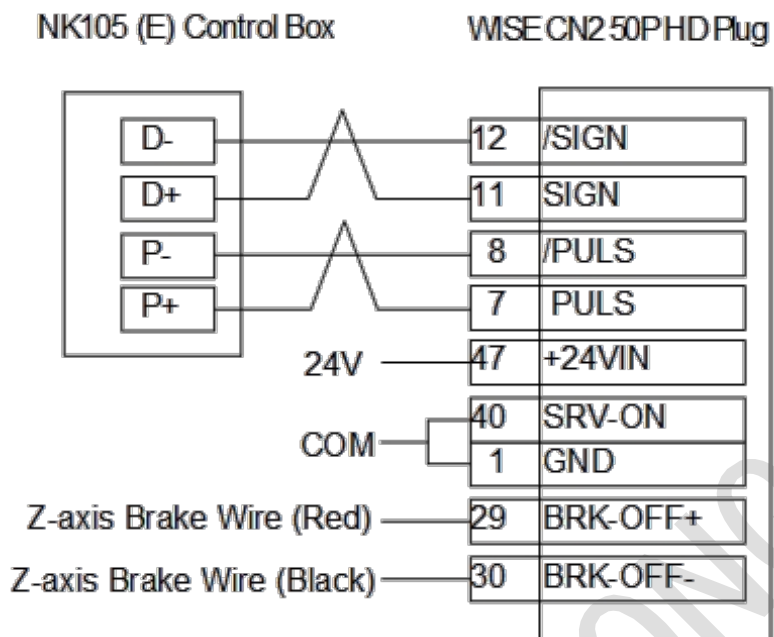 NK105 (E) Control Box WISE CN2 50P HD Plug
D- 12 /SIGN
D+ 11 SIGN
P- 8 /PULS
P+ 7 PULS
24V 47 +24VIN
40 SRV-ON
COM
1 GND
Z-axis Brake Wire (Red) 29 BRK-OFF+
Z-axis Brake Wire (Black) 30 BRK-OFF-